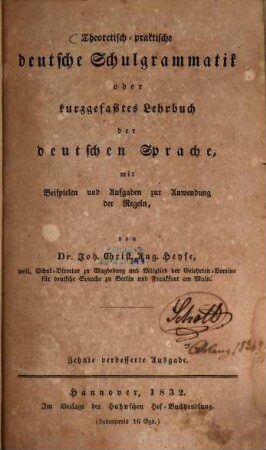 Theoretisch-praktische
deutsche Schulgrammatik
oder
kurzgefaßtes Lehrbuch
der
deutschen Sprache,
mit
Beispielen und Aufgaben zur Anwendung
der Regeln,
von
Dr. Joh. Christ. Aug. Heyse,
weil. Schul-Director zu Magdeburg und Mitglied der Gelehrten-Vereine
für deutsche Sprache zu Berlin und Frankfurt am Main.
Schott
Zehnte verbesserte Ausgabe.
Hannover, 1832.
Im Verlage der Hahnschen Hof-Buchhandlung.
(Ladenpreis 16 Ggr.)